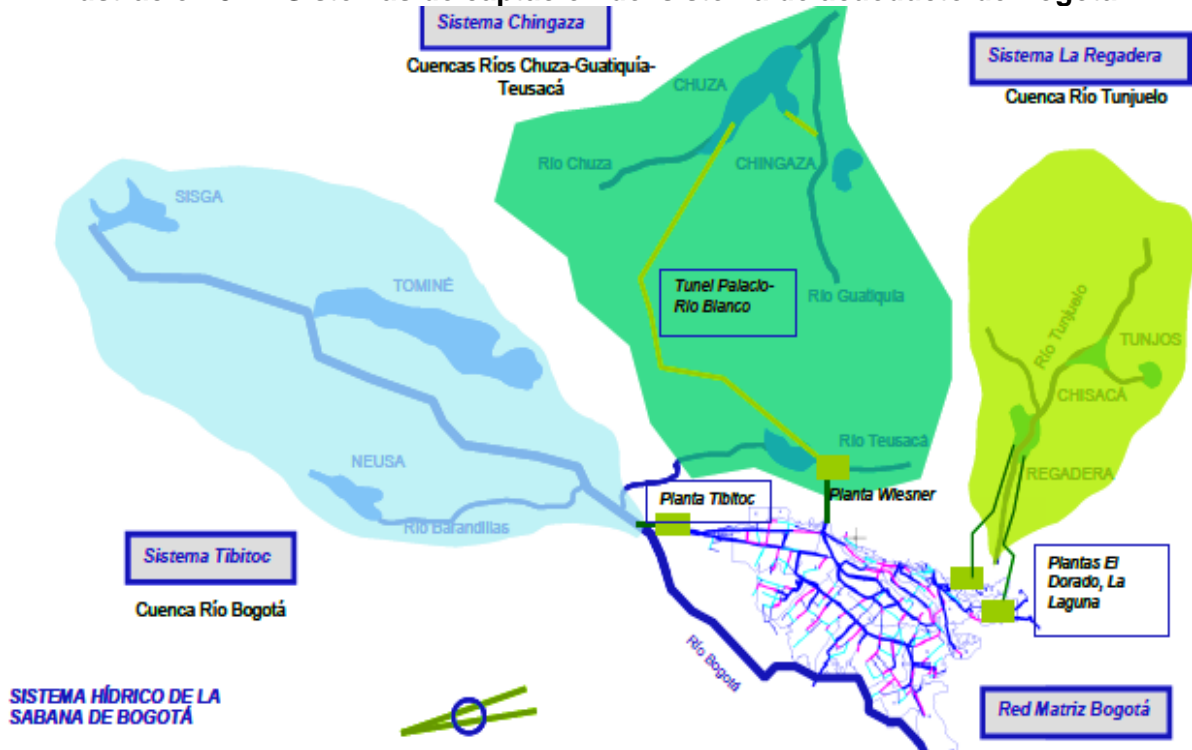 Sistema Chingaza
Cuencas Ríos Chuza-Guatiquía-
Teusacá
Sistema La Regadera
Cuenca Río Tunjuelo
CHUZA
Río Chuza
CHINGAZA
SISGA
TOMINÉ
Tunel Palacio-
Rio Blanco
Río Guatiquia
Río Tunjuelo
TUNJOS
CHISACÁ
NEUSA
Río Teusacá
REGADERA
Planta Tibitoc
Planta Wiesner
Río Barandillas
Sistema Tibitoc
Cuenca Río Bogotá
Plantas El
Dorado, La
Laguna
Río Bogotá
SISTEMA HÍDRICO DE LA
SABANA DE BOGOTÁ
Red Matriz Bogotá